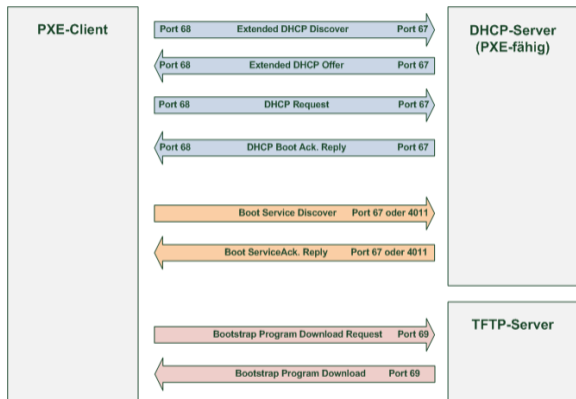 PXE-Client
DHCP-Server
(PXE-fähig)
Port 68 Extended DHCP Discover Port 67
Port 68 Extended DHCP Offer Port 67
Port 68 DHCP Request Port 67
Port 68 DHCP Boot Ack. Reply Port 67
Boot Service Discover Port 67 oder 4011
Boot ServiceAck. Reply Port 67 oder 4011
TFTP-Server
Bootstrap Program Download Request Port 69
Bootstrap Program Download Port 69